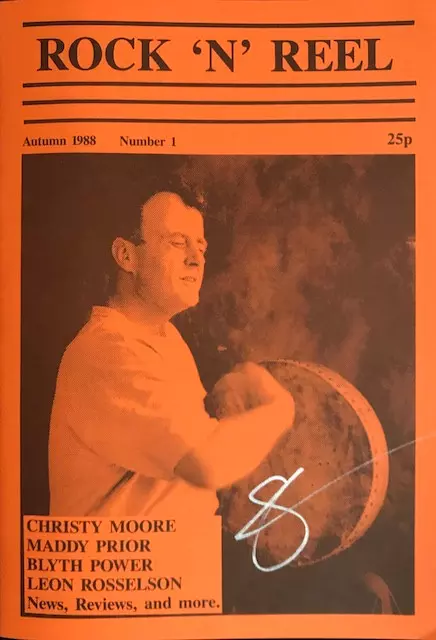 ROCK 'N' REEL
Autumn 1988 Number 1
25p
CHRISTY MOORE
MADDY PRIOR
BLYTH POWER
LEON ROSSELSON
News, Reviews, and more.